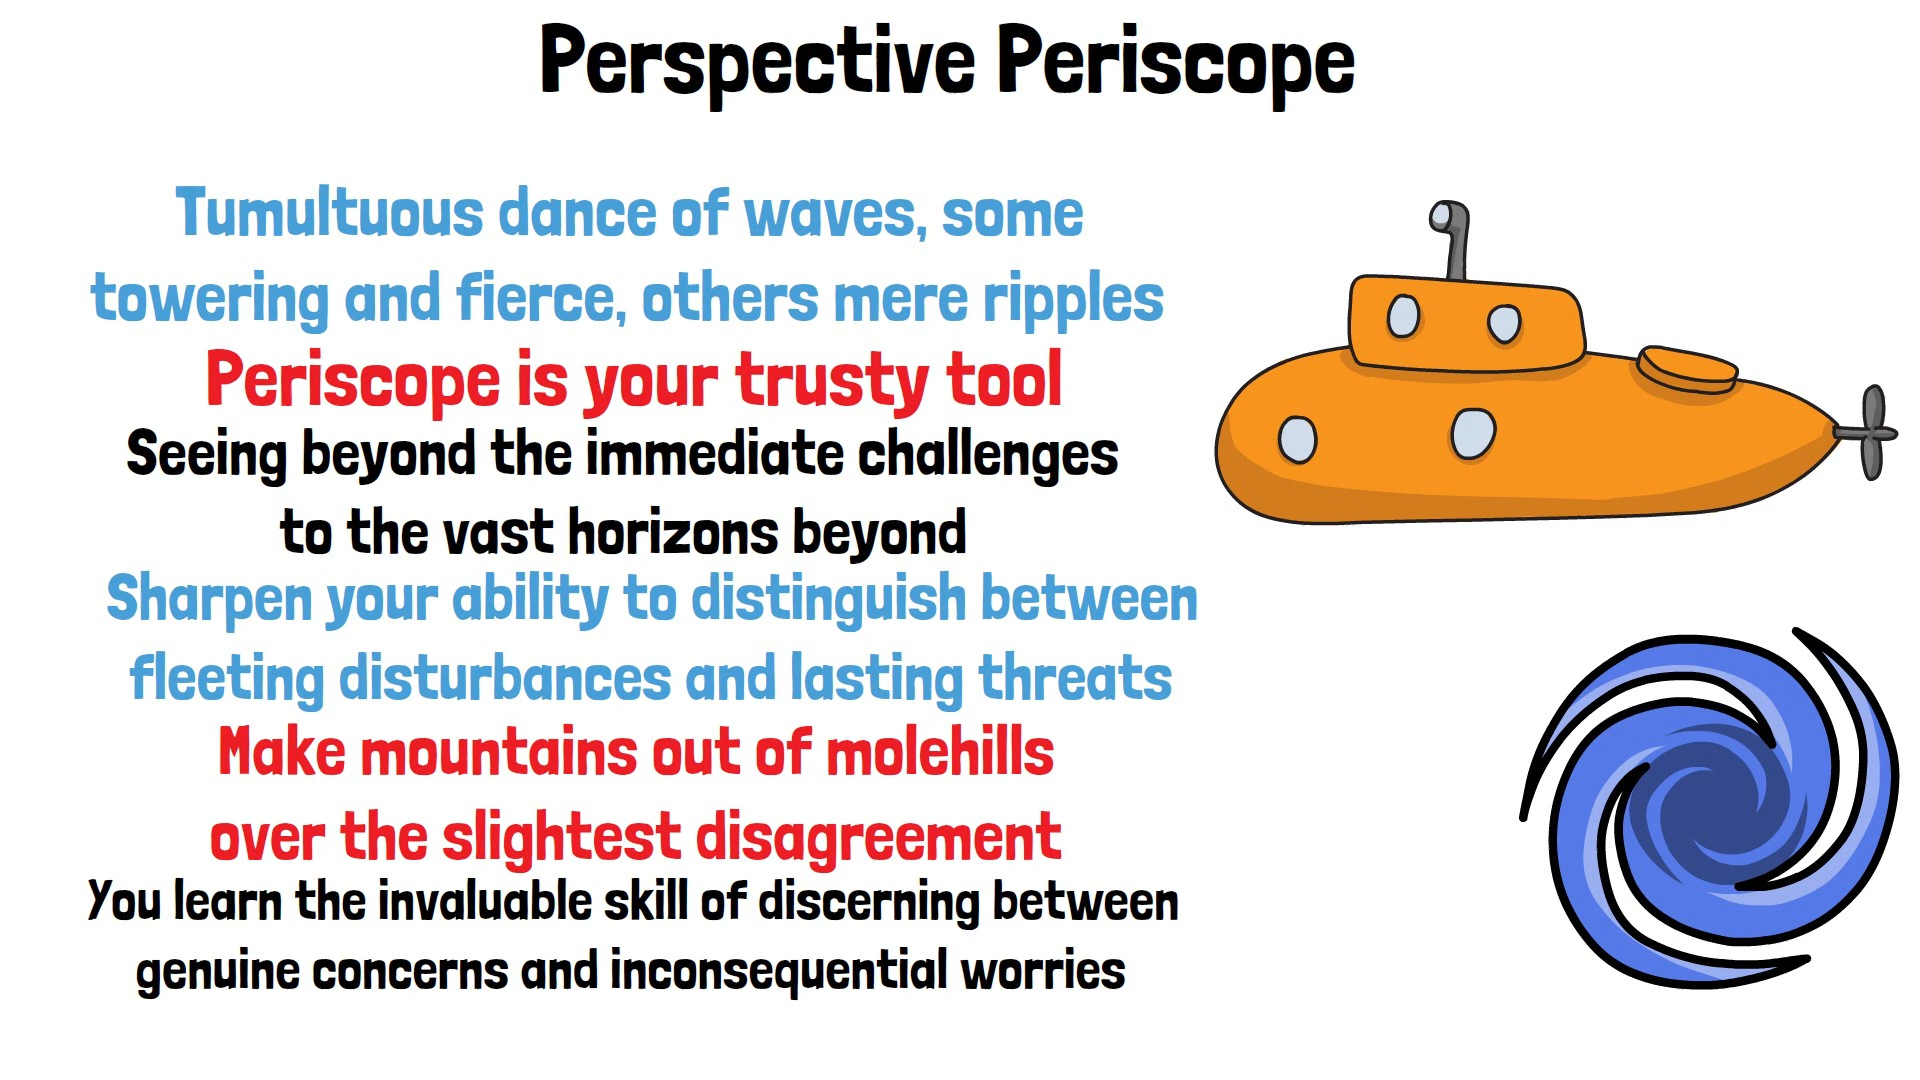 Perspective Periscope
Tumultuous dance of waves, some
towering and fierce, others mere ripples
Periscope is your trusty tool
Seeing beyond the immediate challenges
to the vast horizons beyond
Sharpen your ability to distinguish between
fleeting disturbances and lasting threats
Make mountains out of molehills
over the slightest disagreement
You learn the invaluable skill of discerning between
genuine concerns and inconsequential worries